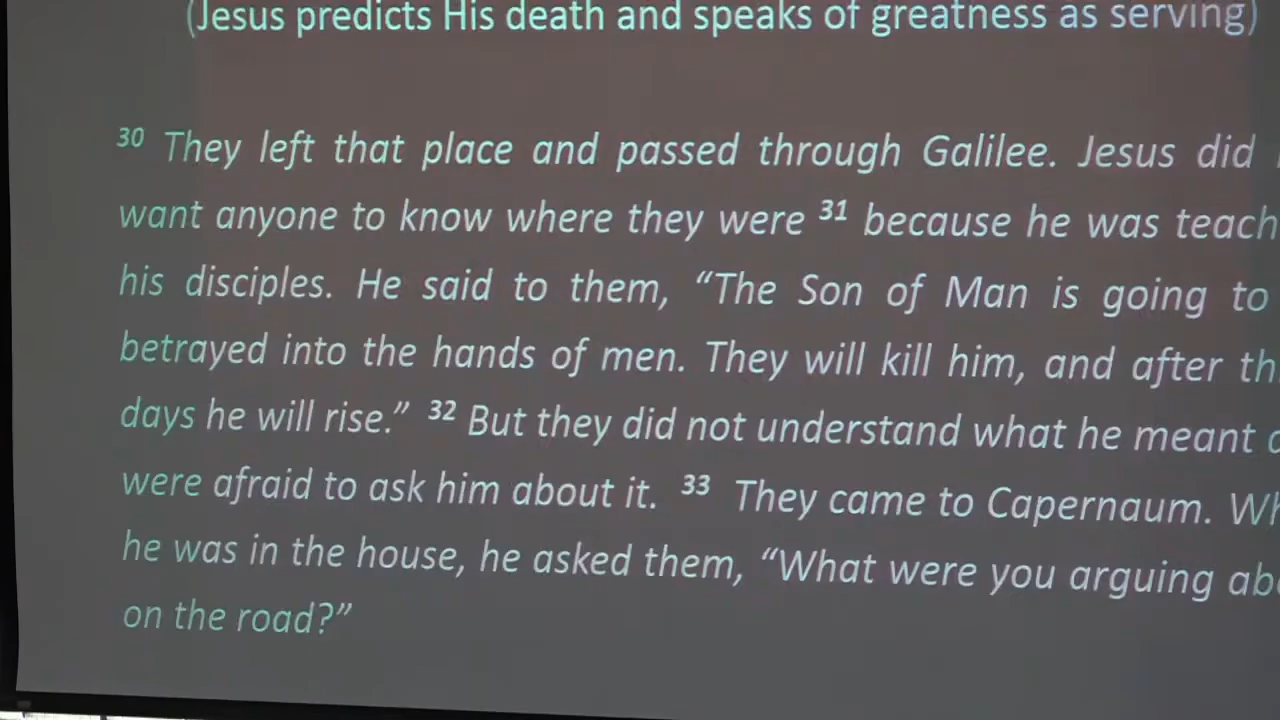 (Jesus predicts His death and speaks of greatness as serving)
30 They left that place and passed through Galilee. Jesus did
want anyone to know where they were 31 because he was teach
his disciples. He said to them, “The Son of Man is going to
betrayed into the hands of men. They will kill him, and after th
days he will rise.” 32 But they did not understand what he meant
were afraid to ask him about it. 33 They came to Capernaum. Wh
he was in the house, he asked them, “What were you arguing abo
on the road?”